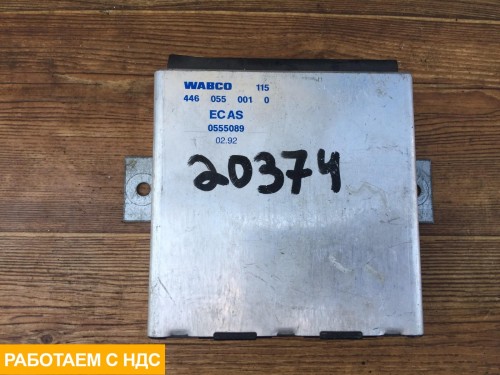 WABCO 115
446 055 001 0
ECAS
0555089
02.92
20374
РАБОТАЕМ С НДС